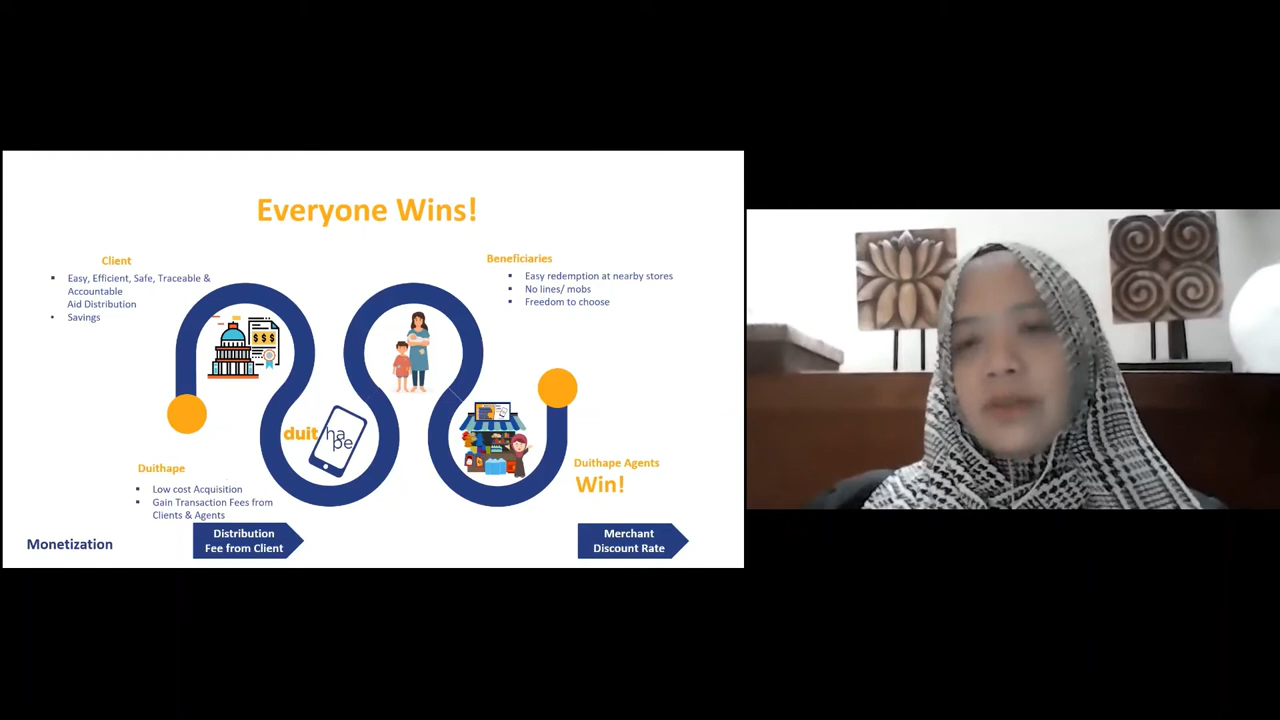 Everyone Wins!
Client
▪ Easy, Efficient, Safe, Traceable &
Accountable
Aid Distribution
• Savings
Beneficiaries
▪ Easy redemption at nearby stores
▪ No lines/ mobs
▪ Freedom to choose
$ $ $
duit ha
pe
Duithape
▪ Low cost Acquisition
▪ Gain Transaction Fees from
Clients & Agents
Duithape Agents
Win!
Monetization
Distribution
Fee from Client
Merchant
Discount Rate